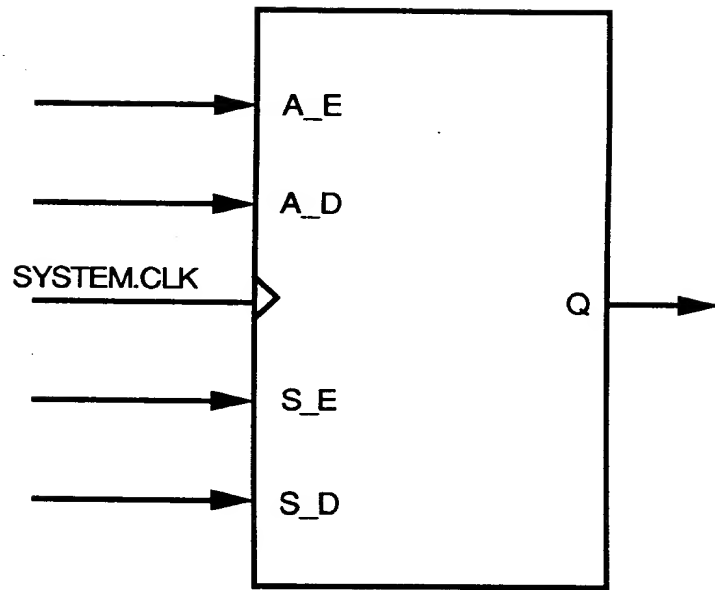 A_E
A_D
SYSTEM.CLK
Q
S_E
S_D